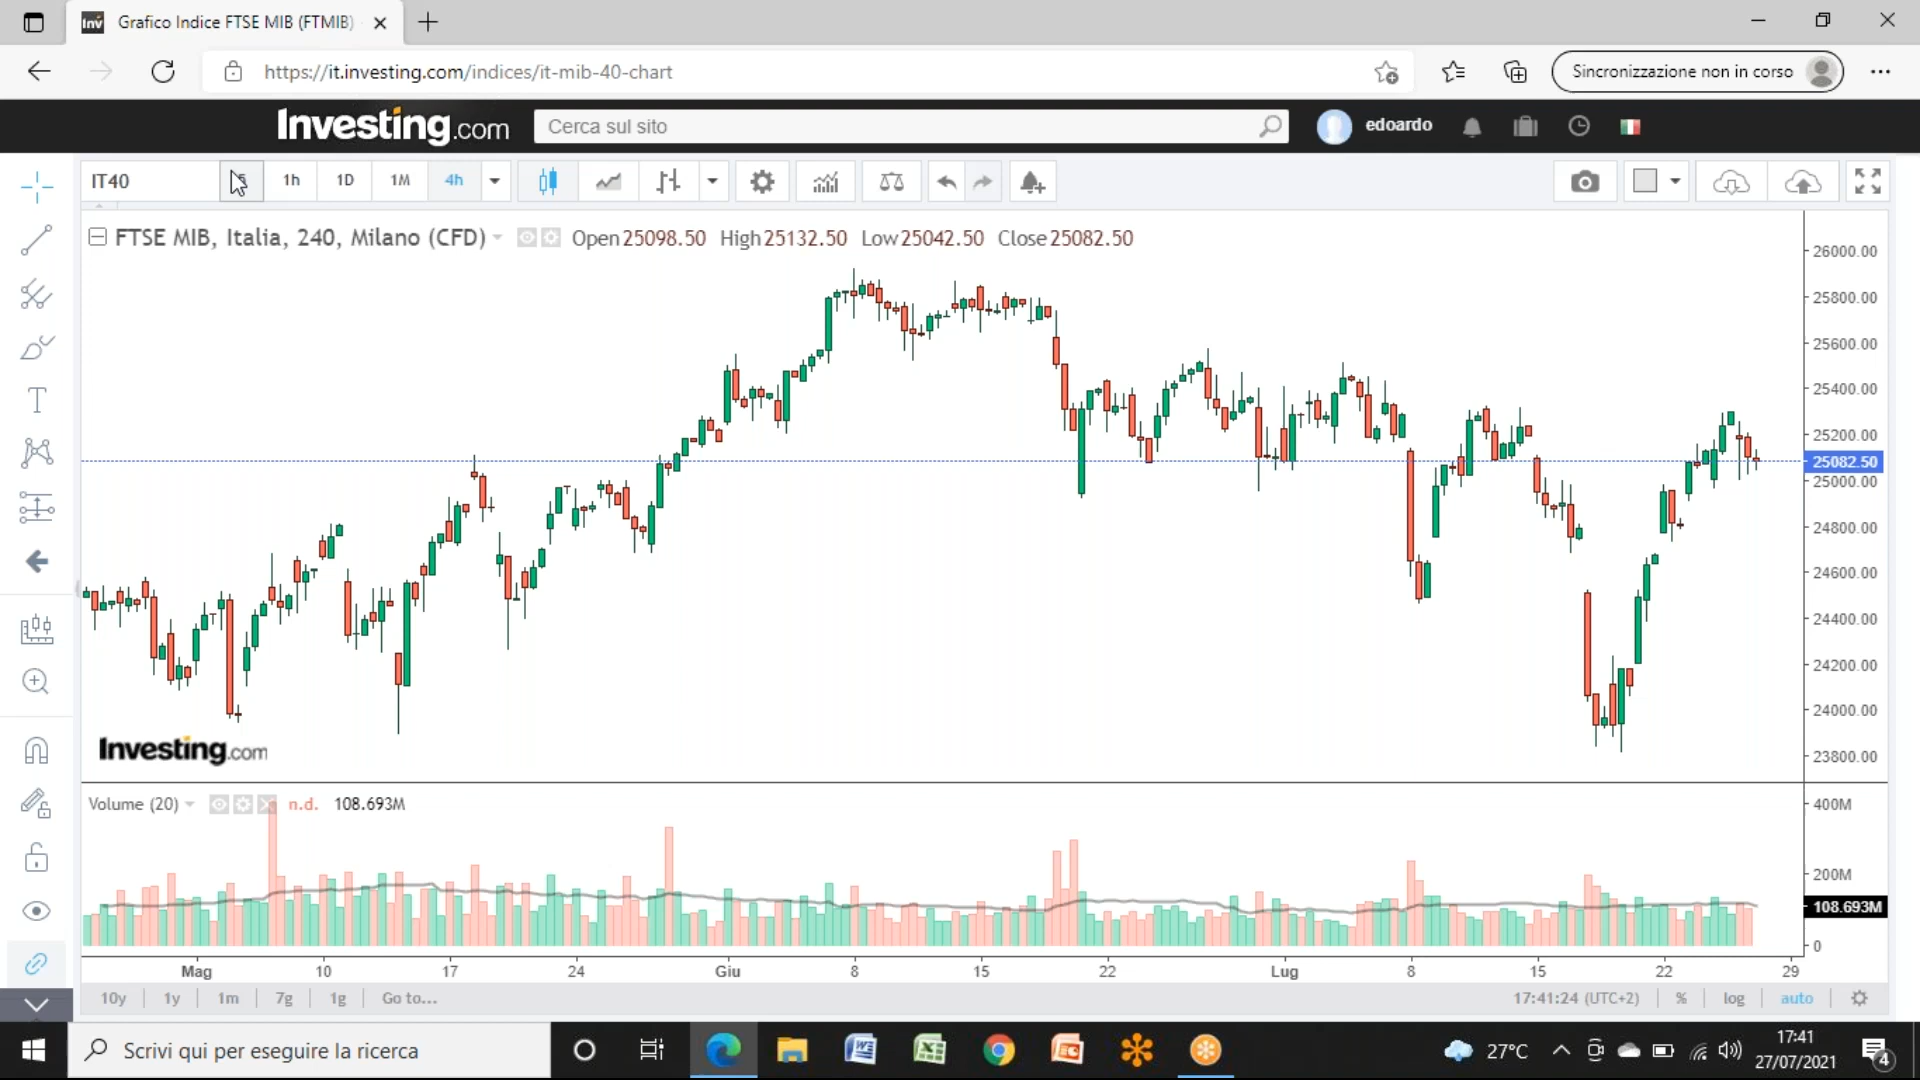 Grafico Indice FTSE MIB (FTMIB)
https://it.investing.com/indices/it-mib-40-chart
Sincronizzazione non in corso
Investing.com
Cerca sul sito
edoardo
IT40
1h
1D
1M
4h
FTSE MIB, Italia, 240, Milano (CFD)
Open 25098.50 High 25132.50 Low 25042.50 Close 25082.50
26000.00
25800.00
25600.00
25400.00
25200.00
25082.50
25000.00
24800.00
24600.00
24400.00
24200.00
24000.00
23800.00
Investing.com
Volume (20)
n.d. 108.693M
400M
200M
108.693M
0
Mag 10 17 24 Giu 8 15 22 Lug 8 15 22 29
10y 1y 1m 7g 1g Go to...
17:41:24 (UTC+2) % log auto
Scrivi qui per eseguire la ricerca
27°C
17:41
27/07/2021
4